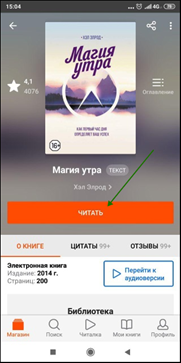 15:04
ХЭЛ ЭЛРОД
Магия
утра
КАК ПЕРВЫЙ ЧАС ДНЯ
ОПРЕДЕЛЯЕТ ВАШ УСПЕХ
16+
4,1
4076
Оглавление
Магия утра ТЕКСТ
Хэл Элрод >
ЧИТАТЬ
О КНИГЕ ЦИТАТЫ 99+ ОТЗЫВЫ 99+
Электронная книга
Издание: 2014 г.
Страниц: 200
Перейти к
аудиоверсии
Библиотека
Магазин Поиск Читалка Мои книги Профиль